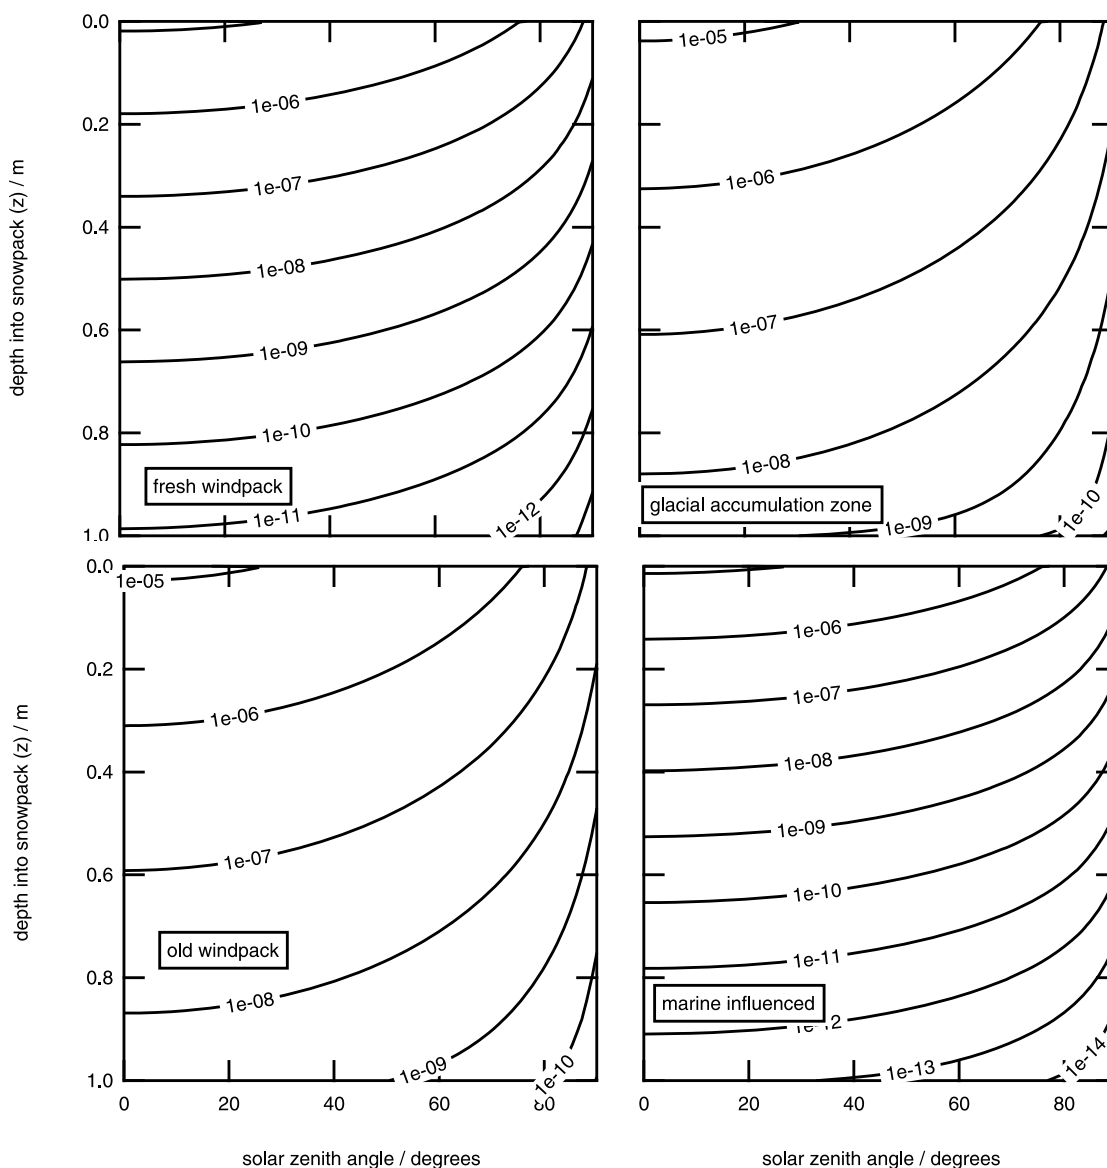 0.0
0.2
0.4
0.6
0.8
1.0
depth into snowpack (z) / m
1e-06
1e-07
1e-08
1e-09
1e-10
1e-11
1e-12
fresh windpack
1e-05
1e-06
1e-07
1e-08
1e-09
1e-10
glacial accumulation zone
0.0
0.2
0.4
0.6
0.8
1.0
depth into snowpack (z) / m
1e-05
1e-06
1e-07
1e-08
1e-09
1e-10
old windpack
0 20 40 60 80
solar zenith angle / degrees
1e-06
1e-07
1e-08
1e-09
1e-10
1e-11
1e-12
1e-13
1e-14
marine influenced
0 20 40 60 80
solar zenith angle / degrees